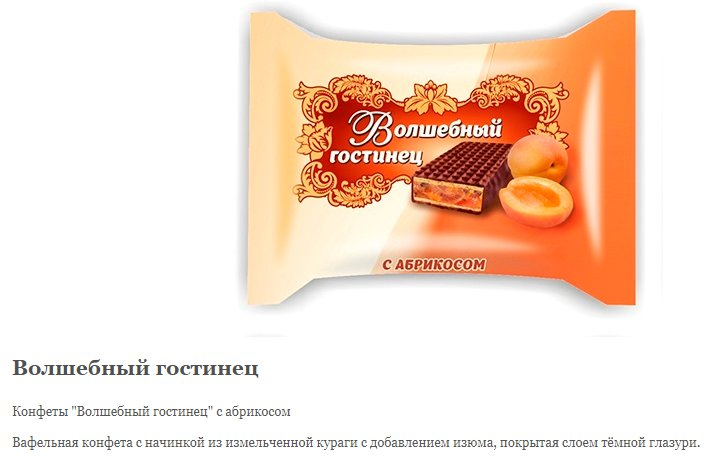 Волшебный
гостинец
С АБРИКОСОМ
Волшебный гостинец
Конфеты "Волшебный гостинец" с абрикосом
Вафельная конфета с начинкой из измельченной кураги с добавлением изюма, покрытая слоем тёмной глазури.